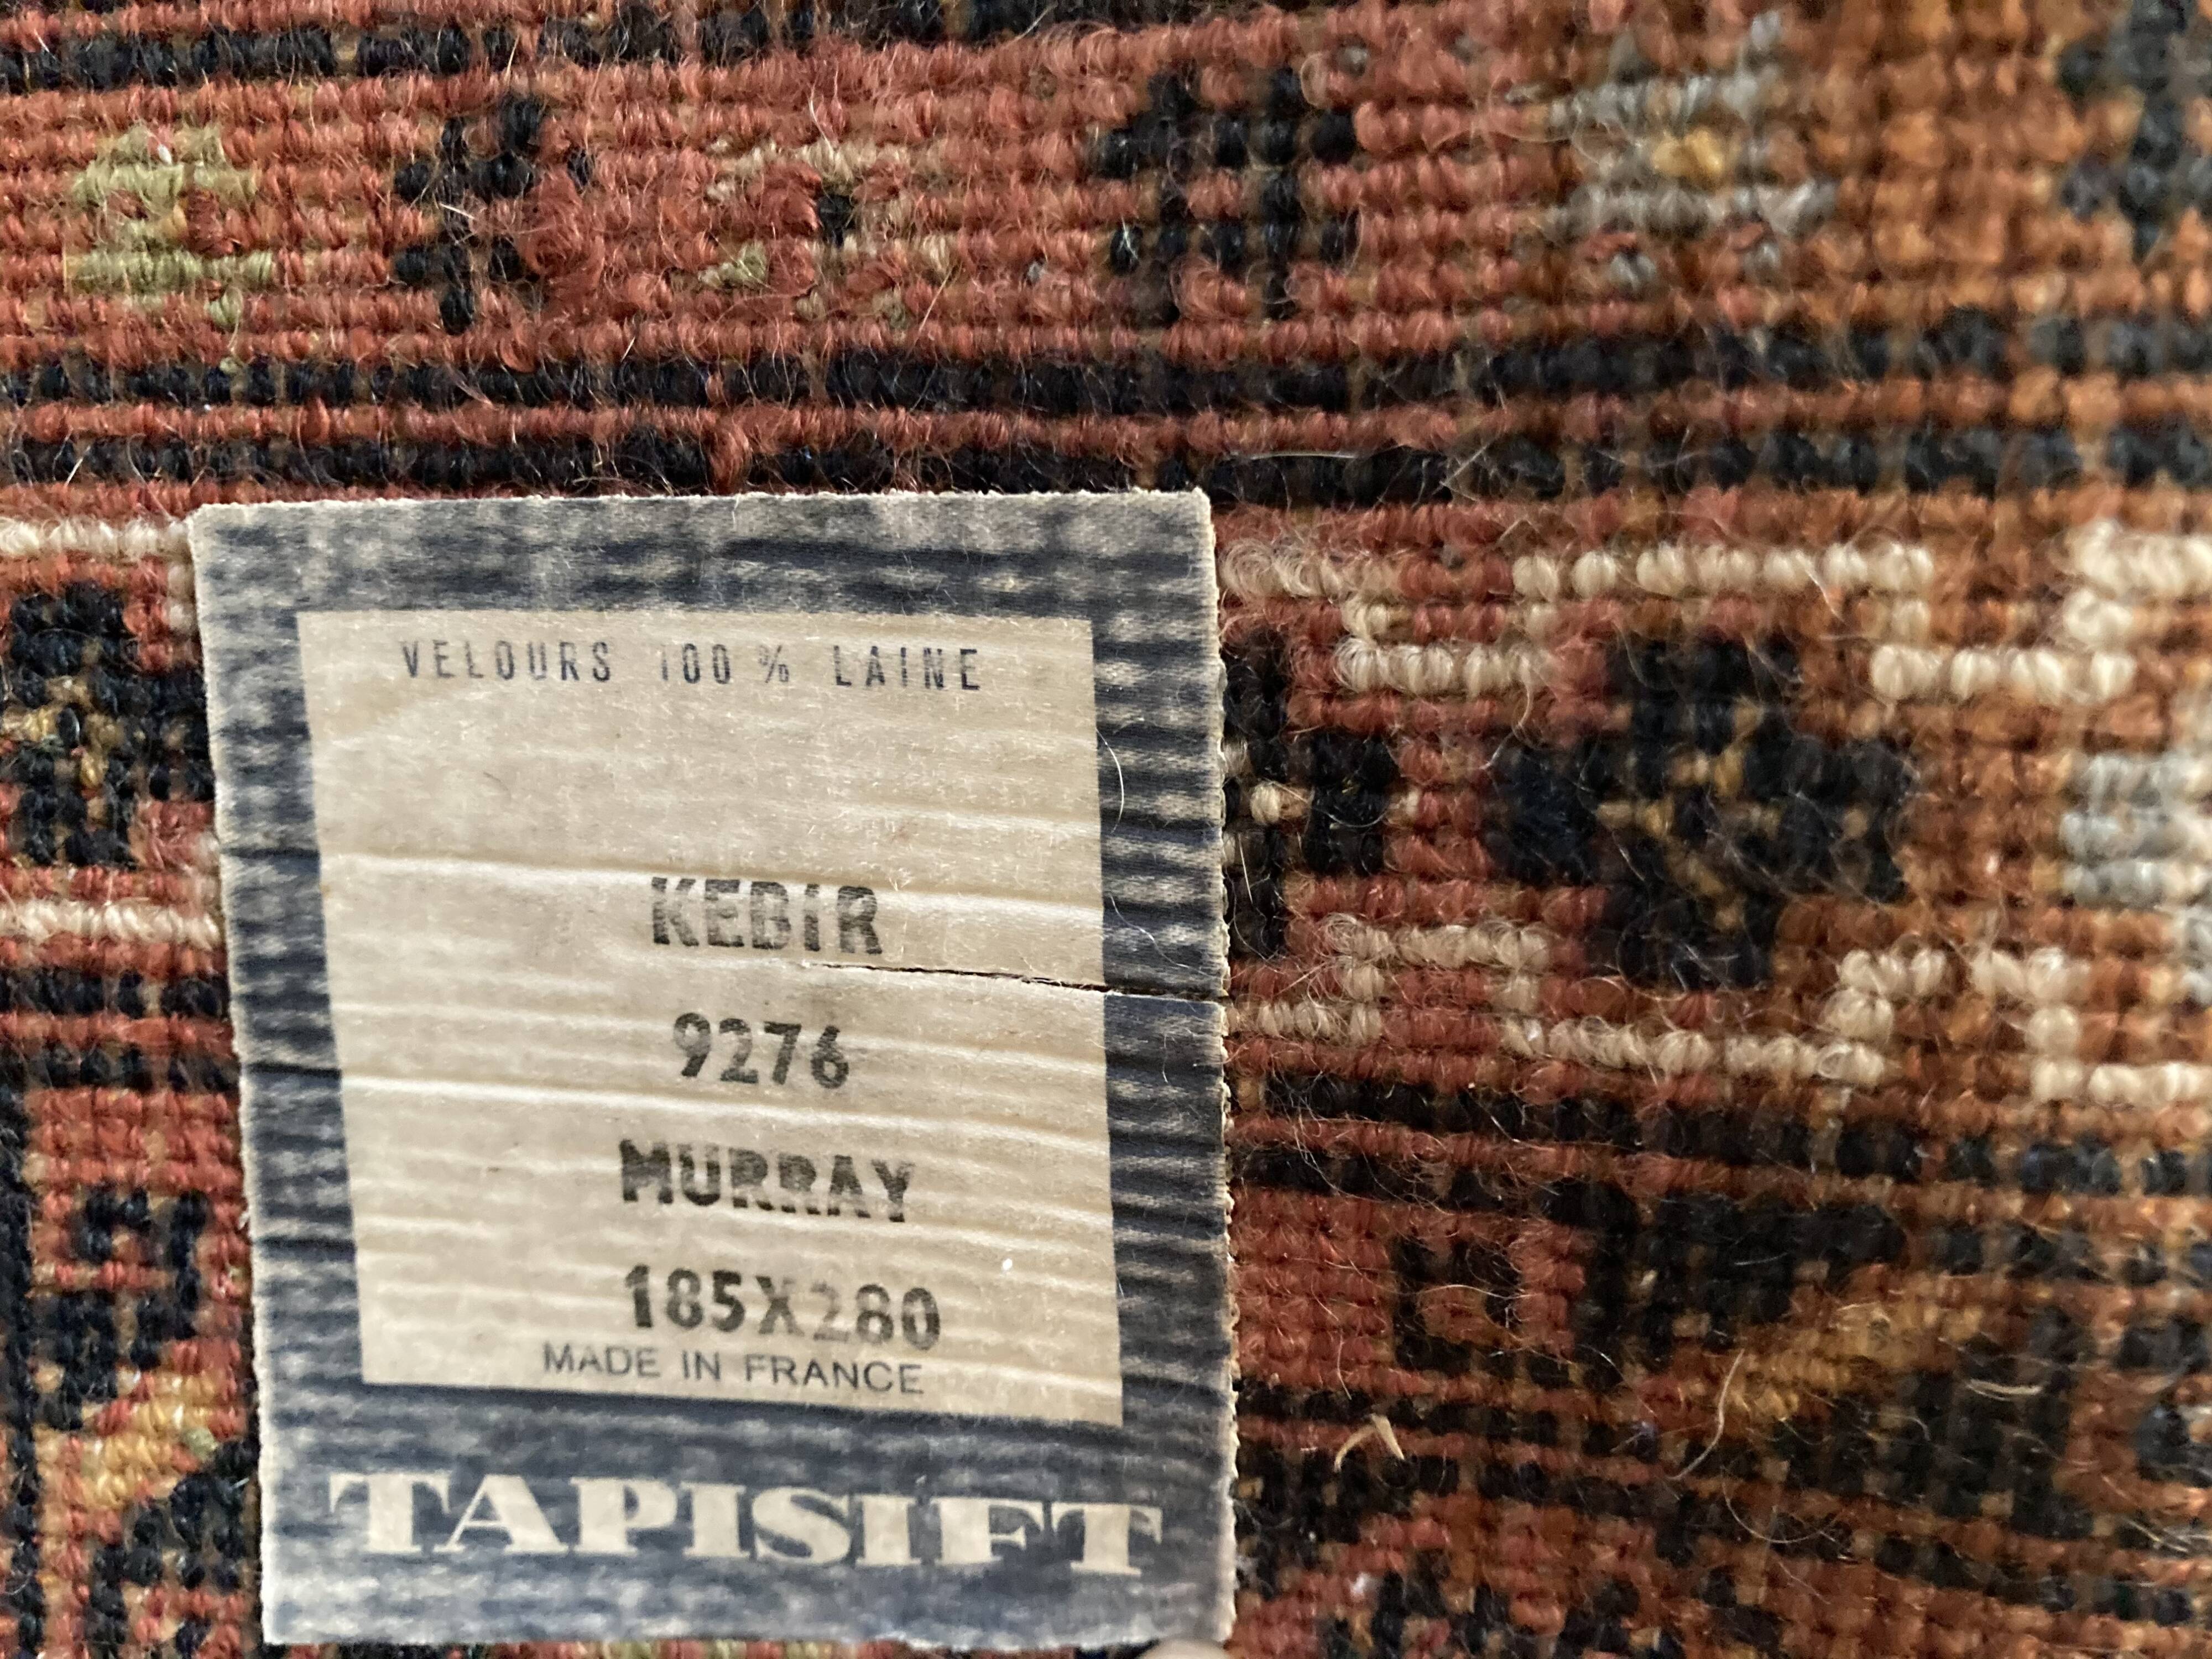 VELOURS 100 % LAINE
KEBIR
9276
MURRAY
185X280
MADE IN FRANCE
TAPISIFT